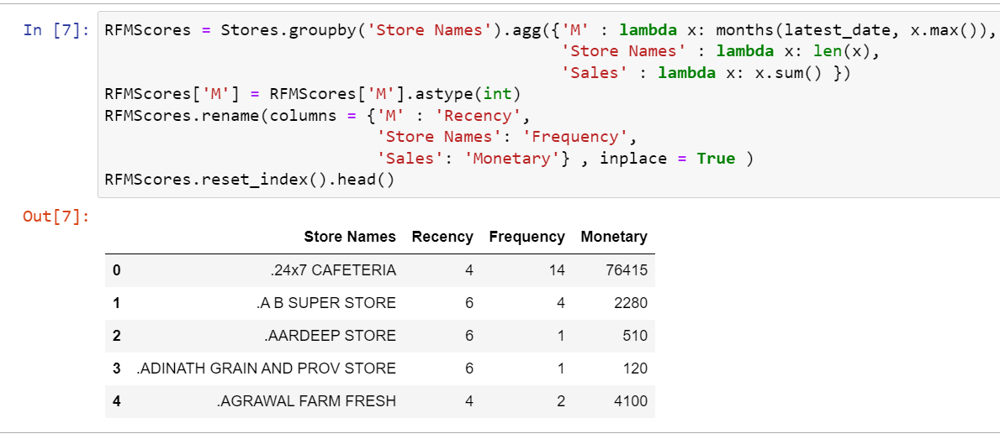 In [7]: RFMScores = Stores.groupby('Store Names').agg({'M' : lambda x: months(latest_date, x.max()),
'Store Names' : lambda x: len(x),
'Sales' : lambda x: x.sum() })
RFMScores['M'] = RFMScores['M'].astype(int)
RFMScores.rename(columns = {'M' : 'Recency',
'Store Names': 'Frequency',
'Sales': 'Monetary'} , inplace = True )
RFMScores.reset_index().head()
Out[7]:
Store Names Recency Frequency Monetary
0 .24x7 CAFETERIA 4 14 76415
1 .A B SUPER STORE 6 4 2280
2 .AARDEEP STORE 6 1 510
3 .ADINATH GRAIN AND PROV STORE 6 1 120
4 .AGRAWAL FARM FRESH 4 2 4100